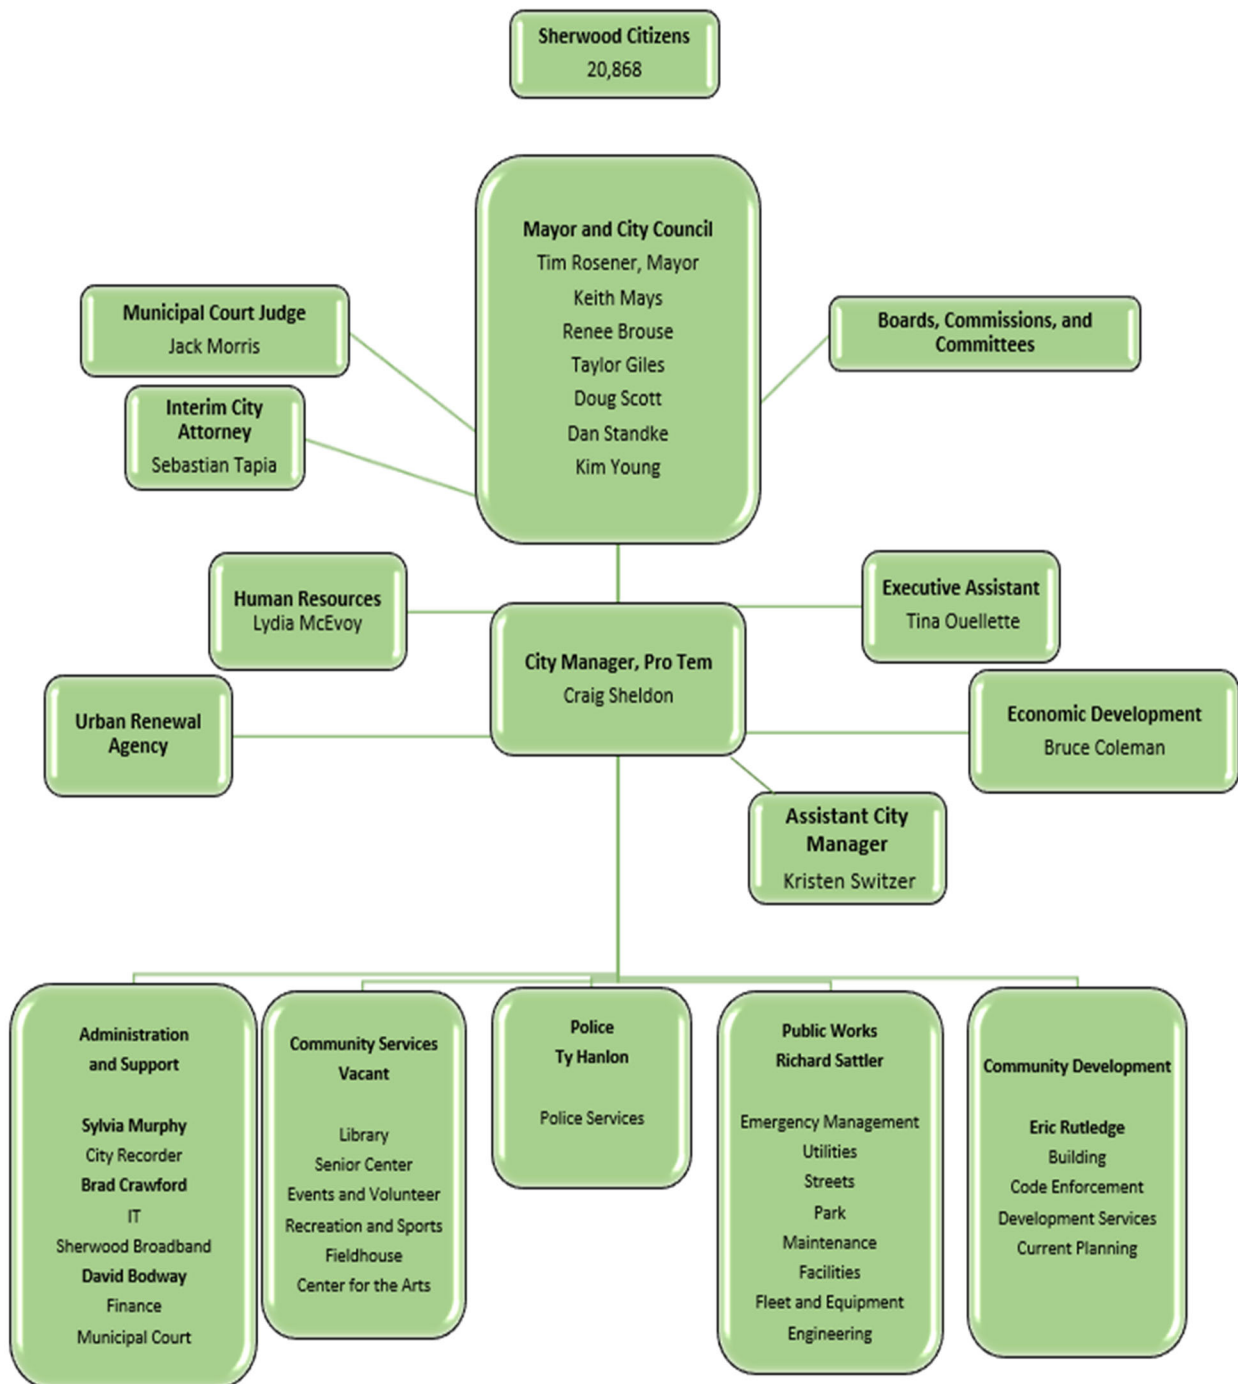 Sherwood Citizens
20,868
Mayor and City Council
Tim Rosener, Mayor
Keith Mays
Renee Brouse
Taylor Giles
Doug Scott
Dan Standke
Kim Young
Municipal Court Judge
Jack Morris
Interim City
Attorney
Sebastian Tapia
Boards, Commissions, and
Committees
Human Resources
Lydia McEvoy
Executive Assistant
Tina Ouellette
City Manager, Pro Tem
Craig Sheldon
Urban Renewal
Agency
Economic Development
Bruce Coleman
Assistant City
Manager
Kristen Switzer
Administration
and Support
Sylvia Murphy
City Recorder
Brad Crawford
IT
Sherwood Broadband
David Bodway
Finance
Municipal Court
Community Services
Vacant
Library
Senior Center
Events and Volunteer
Recreation and Sports
Fieldhouse
Center for the Arts
Police
Ty Hanlon
Police Services
Public Works
Richard Sattler
Emergency Management
Utilities
Streets
Park
Maintenance
Facilities
Fleet and Equipment
Engineering
Community Development
Eric Rutledge
Building
Code Enforcement
Development Services
Current Planning